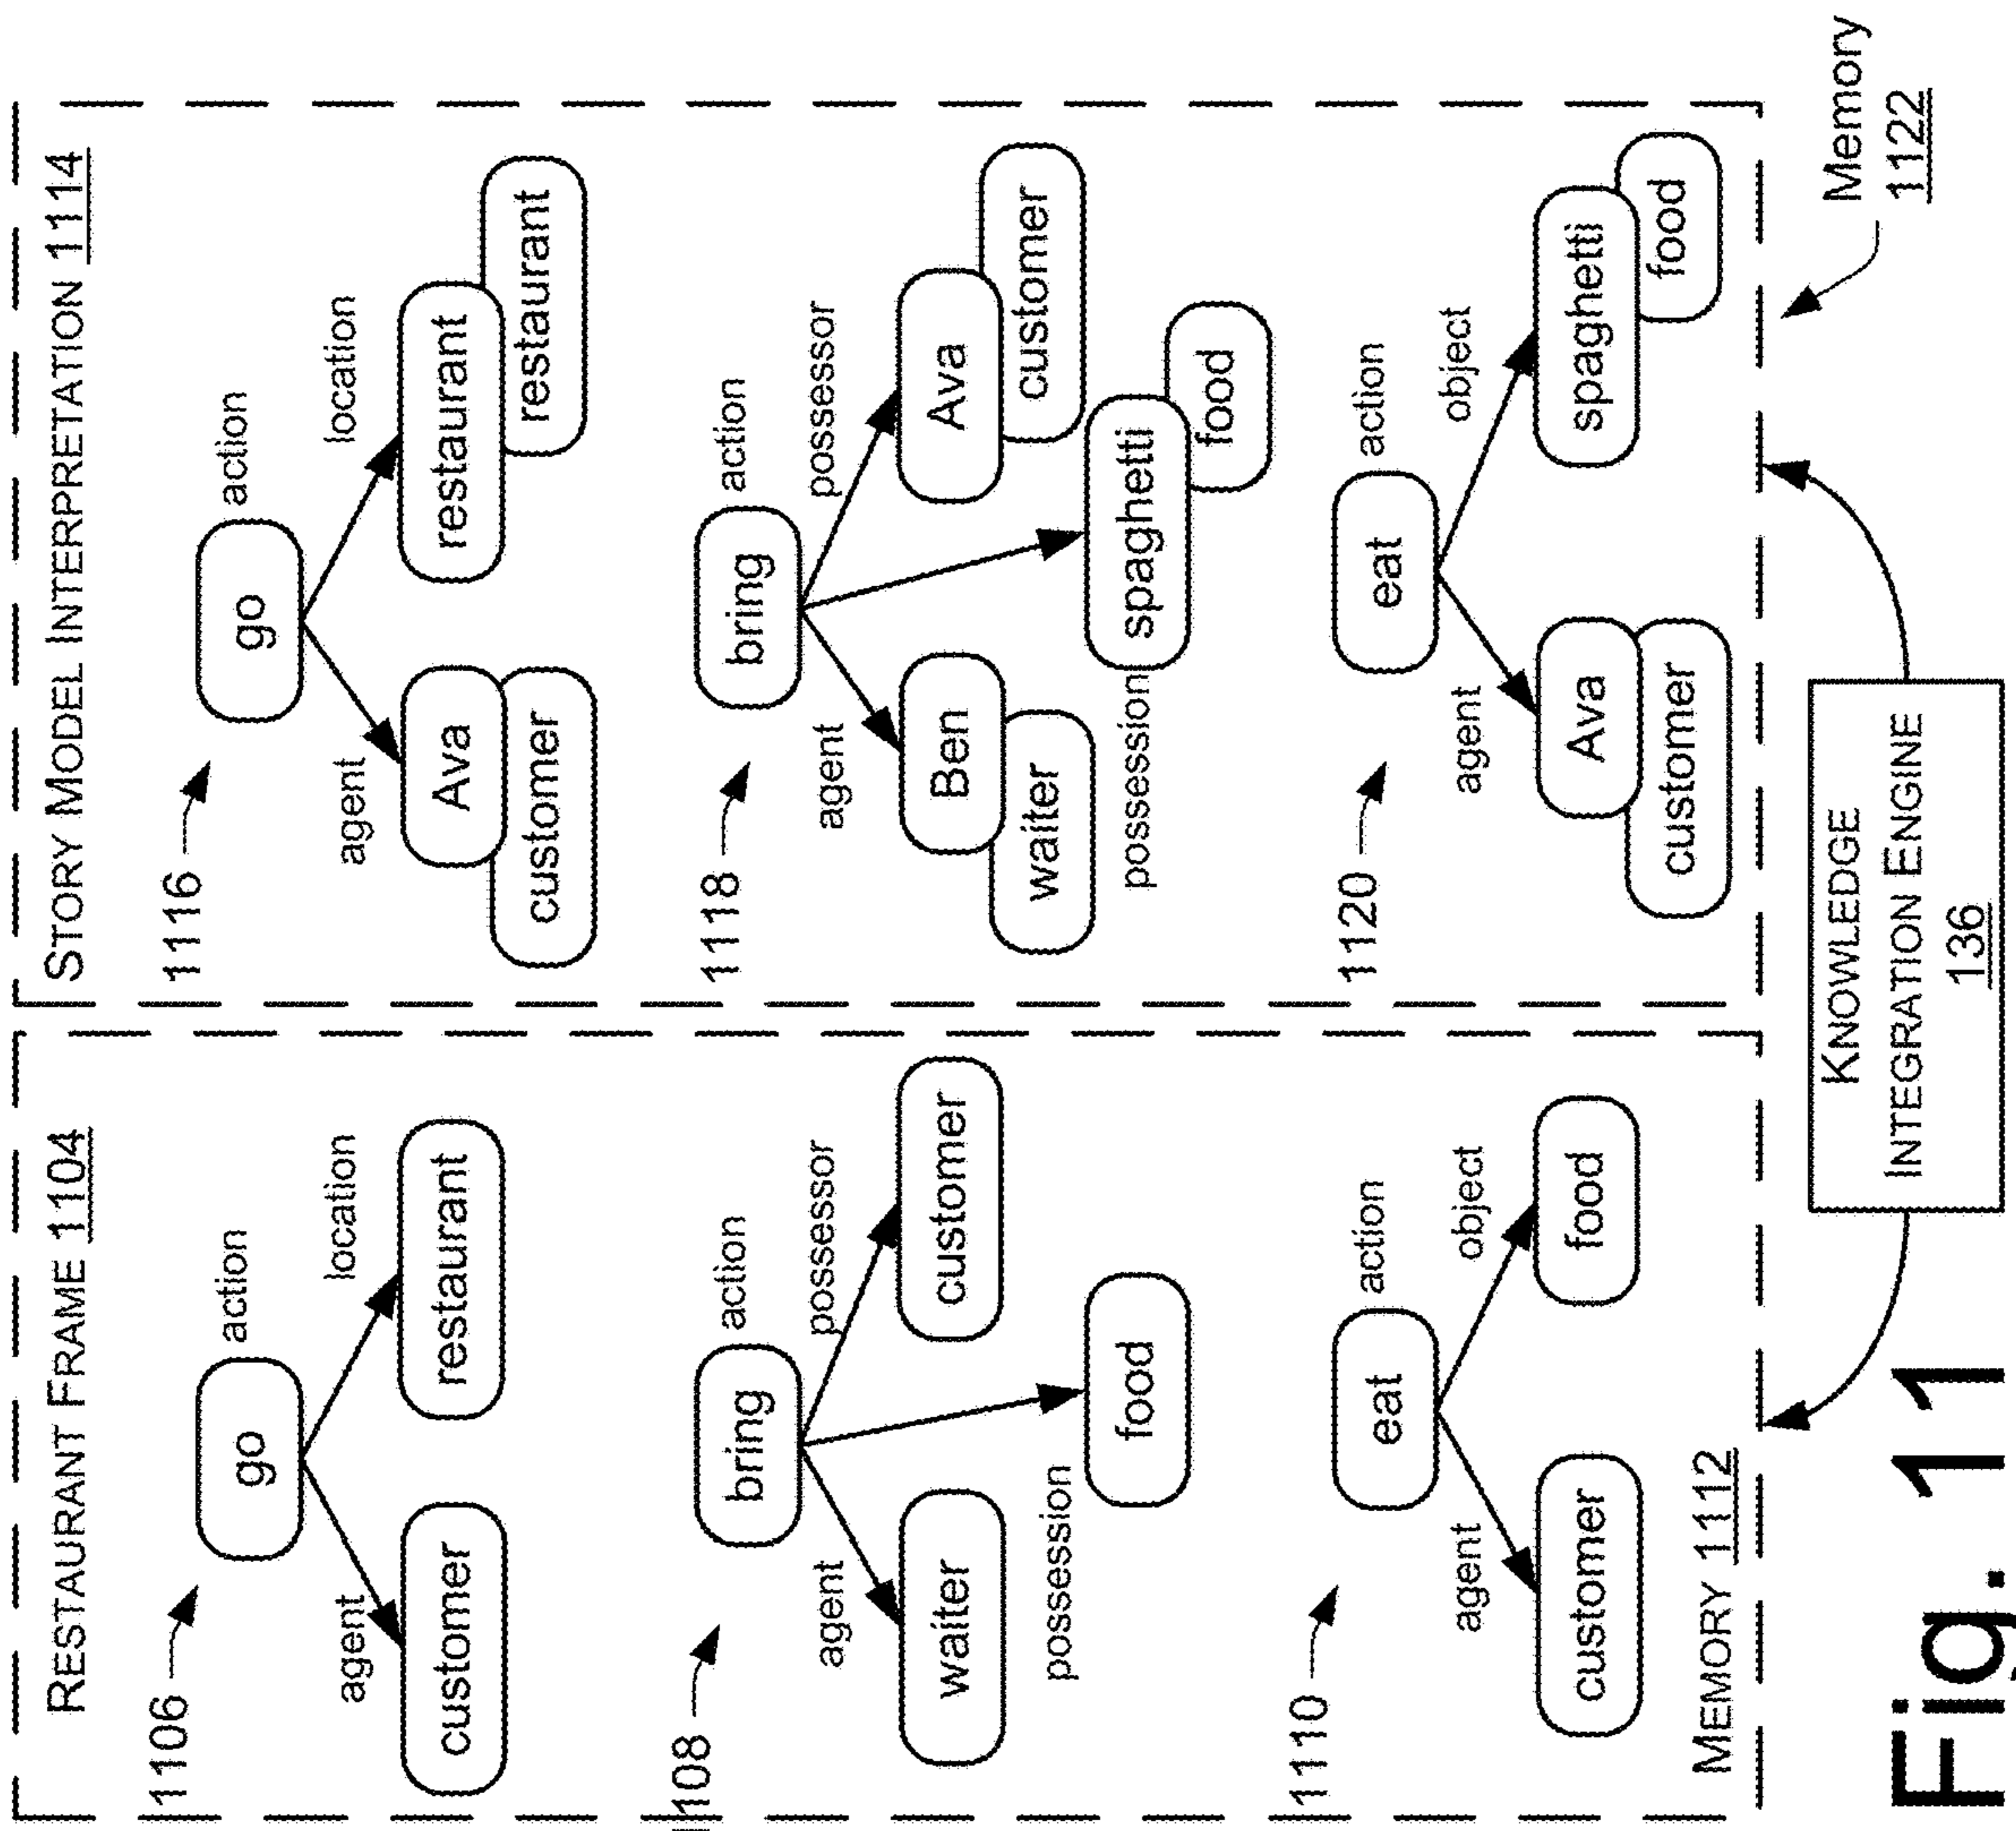 RESTAURANT FRAME 1104
1106
go
action
agent
location
customer
restaurant
108
bring
action
agent
possessor
waiter
customer
possession
food
1110
eat
action
agent
object
customer
food
MEMORY 1112
STORY MODEL INTERPRETATION 1114
1116
go
action
agent
location
Ava
restaurant
customer
restaurant
1118
bring
action
agent
possessor
Ben
Ava
waiter
customer
possession
spaghetti
food
1120
eat
action
agent
object
Ava
spaghetti
customer
food
Memory
1122
KNOWLEDGE
INTEGRATION ENGINE
136
Fig. 11